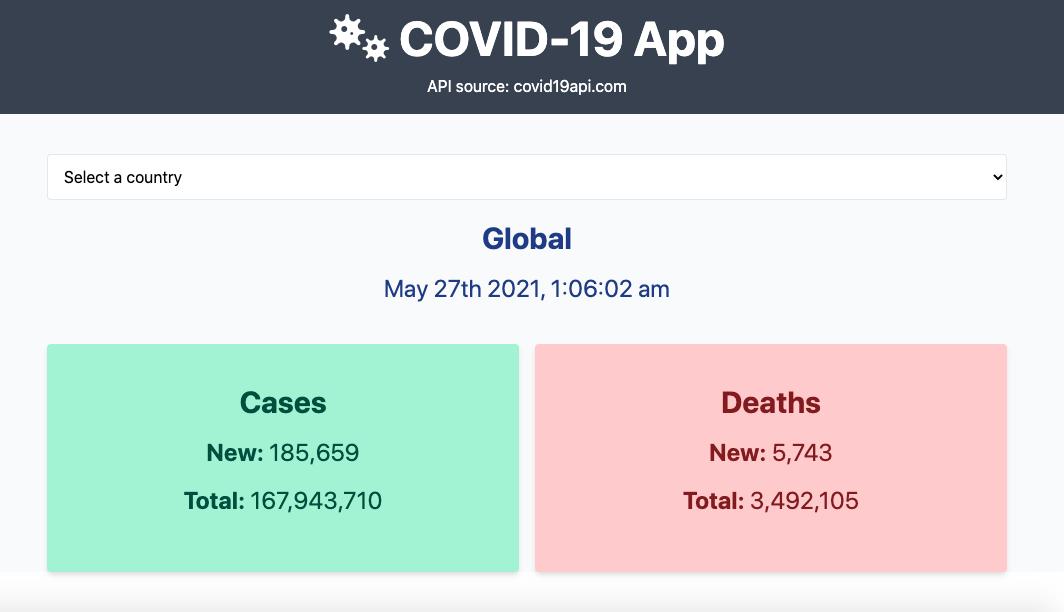 COVID-19 App
API source: covid19api.com
Select a country
Global
May 27th 2021, 1:06:02 am
Cases
New: 185,659
Total: 167,943,710
Deaths
New: 5,743
Total: 3,492,105